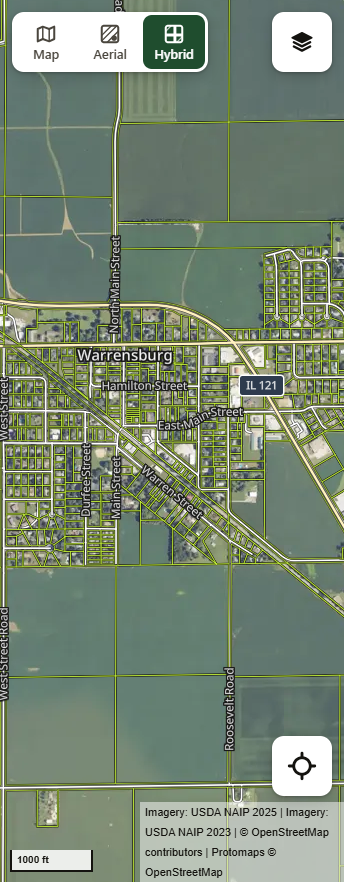 Map
Aerial
Hybrid
North Main Street
Warrensburg
Hamilton Street
IL 121
West Street
East Main Street
Durfee Street
Main Street
Warren Street
West Street Road
Roosevelt Road
Imagery: USDA NAIP 2025 | Imagery:
USDA NAIP 2023 | © OpenStreetMap
contributors | Protomaps ©
OpenStreetMap
1000 ft